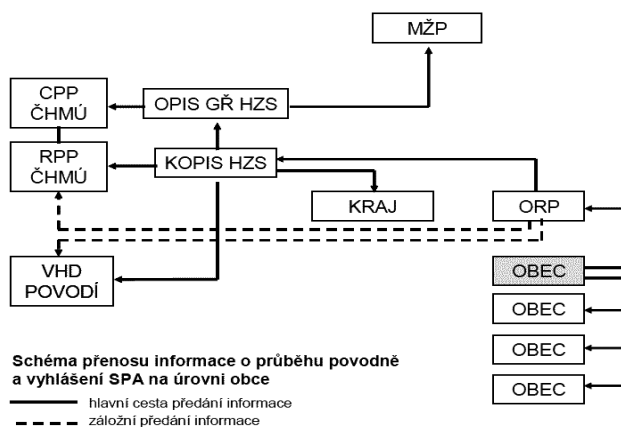 MŽP
CPP
ČHMÚ
OPIS GŘ HZS
RPP
ČHMÚ
KOPIS HZS
KRAJ
ORP
VHD
POVODÍ
OBEC
OBEC
OBEC
OBEC
Schéma přenosu informace o průběhu povodně
a vyhlášení SPA na úrovni obce
hlavní cesta předání informace
záložní předání informace